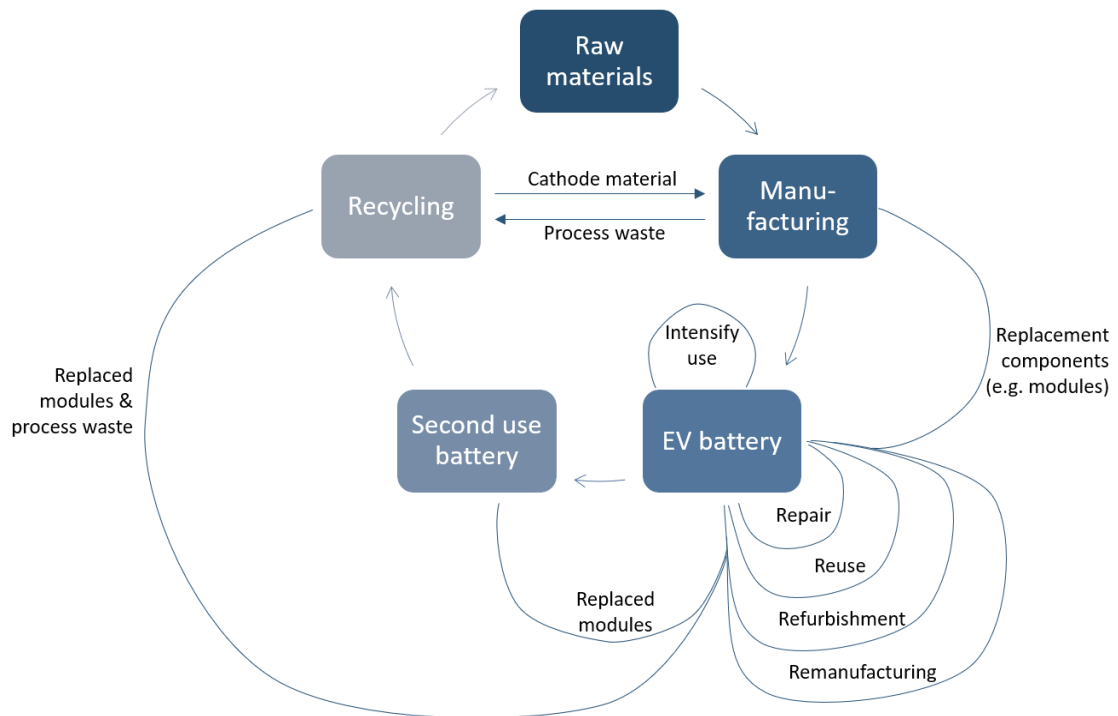 Raw
materials
Recycling
Cathode material
Process waste
Manu-
facturing
Intensify
use
Replacement
components
(e.g. modules)
Replaced
modules &
process waste
Second use
battery
EV battery
Repair
Reuse
Replaced
modules
Refurbishment
Remanufacturing